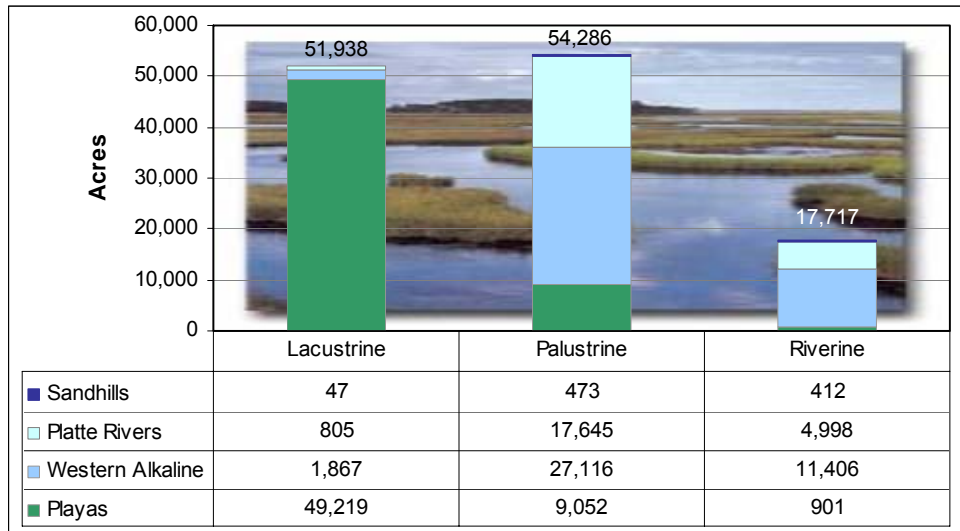 60,000
50,000
40,000
30,000
20,000
10,000
0
Acres
51,938
54,286
17,717
Lacustrine Palustrine Riverine
Sandhills 47 473 412
Platte Rivers 805 17,645 4,998
Western Alkaline 1,867 27,116 11,406
Playas 49,219 9,052 901